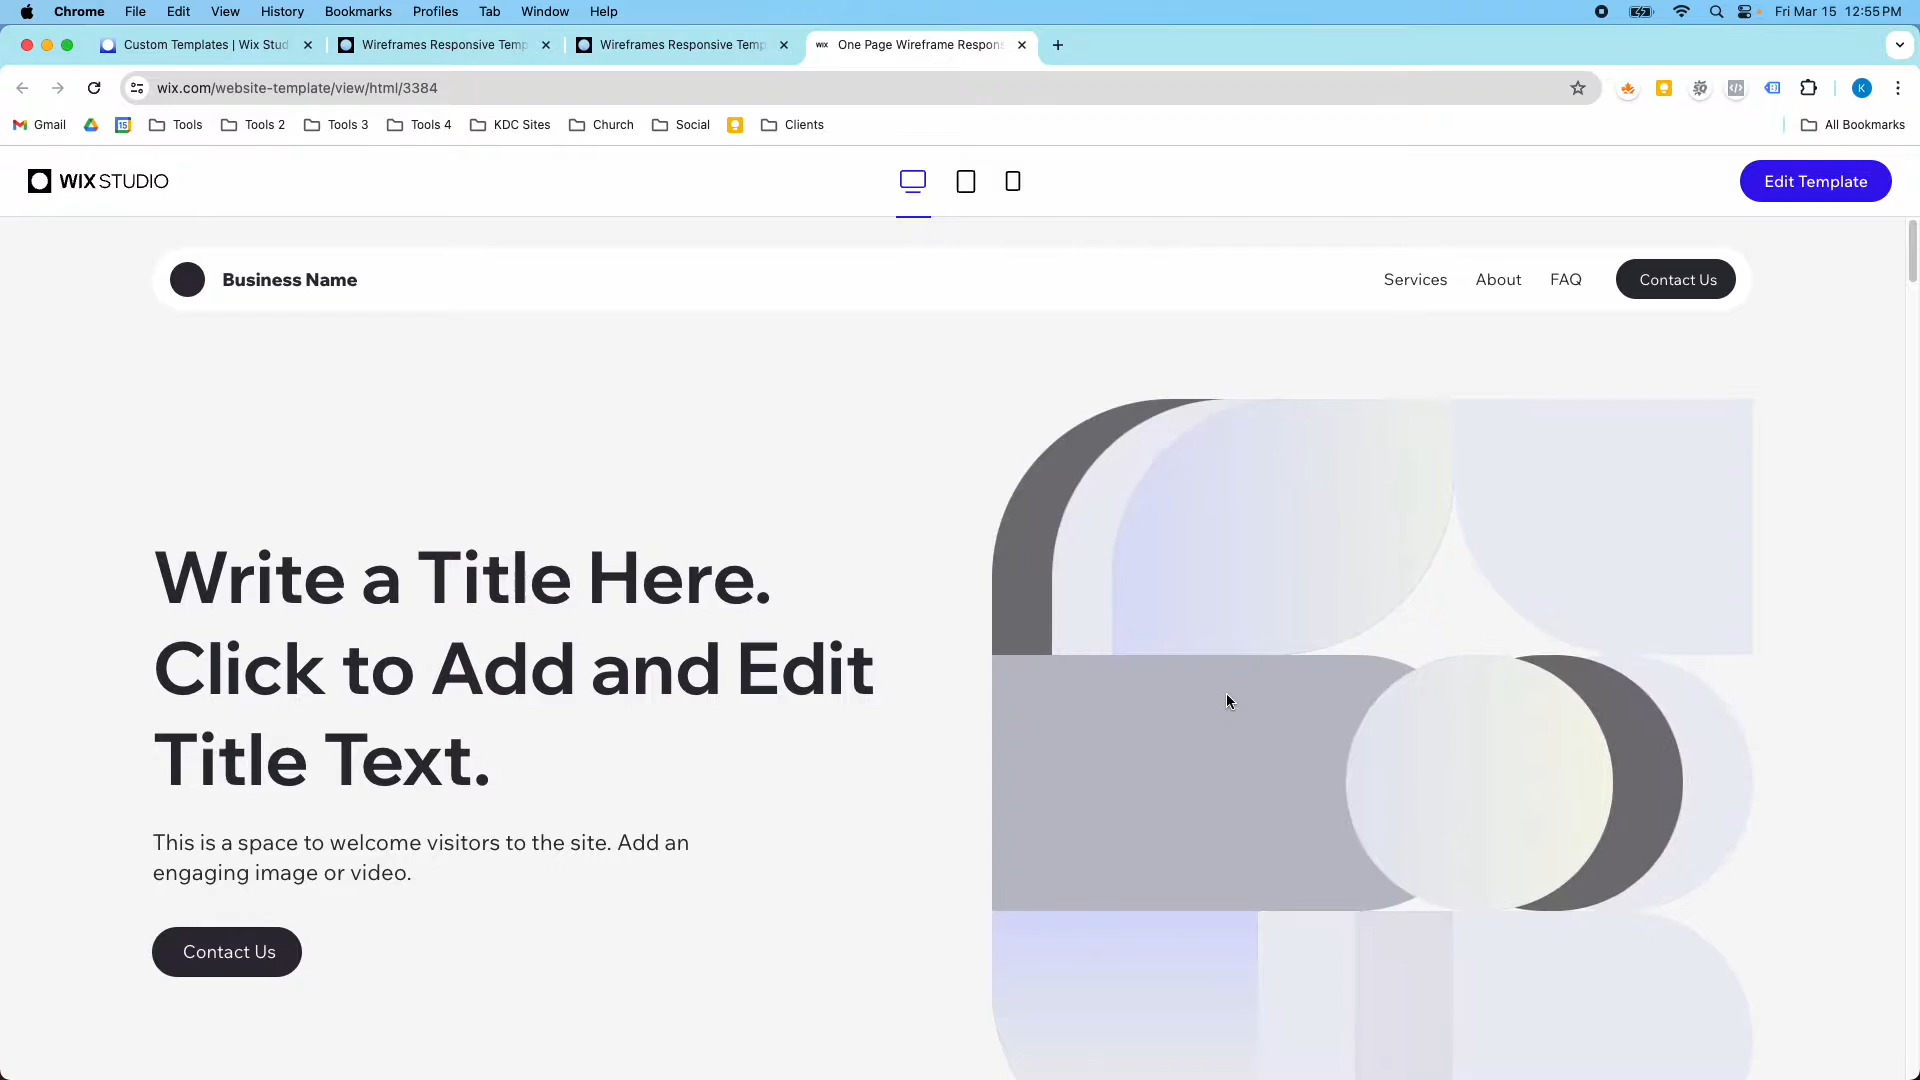 Chrome File Edit View History Bookmarks Profiles Tab Window Help Fri Mar 15 12:55 PM
Custom Templates | Wix Stud Wireframes Responsive Temp Wireframes Responsive Temp WIX One Page Wireframe Respon
wix.com/website-template/view/html/3384 K
Gmail 15 Tools Tools 2 Tools 3 Tools 4 KDC Sites Church Social Clients All Bookmarks
WIX STUDIO Edit Template
Business Name Services About FAQ Contact Us
Write a Title Here.
Click to Add and Edit
Title Text.
This is a space to welcome visitors to the site. Add an
engaging image or video.
Contact Us